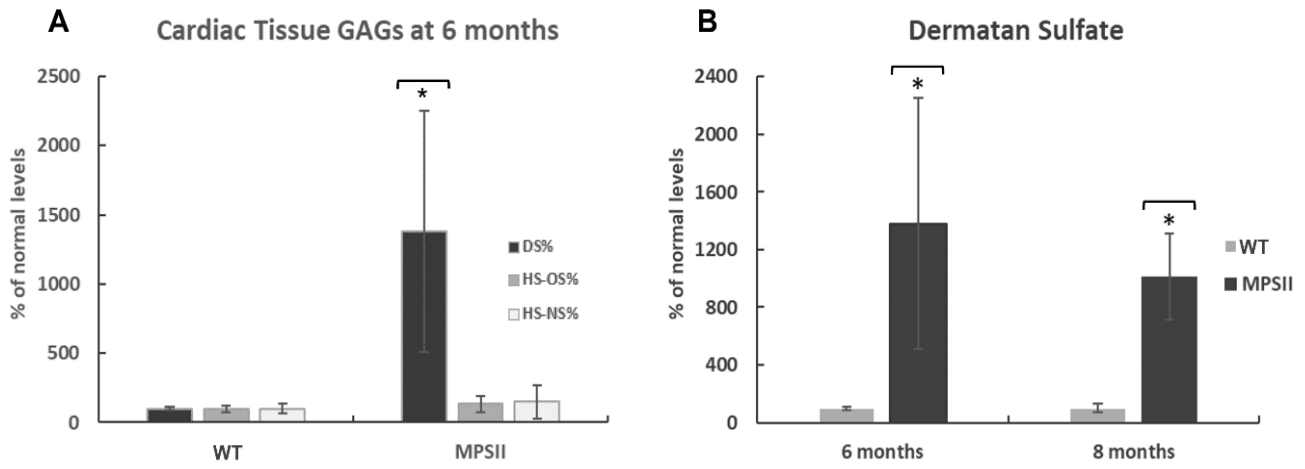 A
Cardiac Tissue GAGs at 6 months
% of normal levels
2500
2000
1500
1000
500
0
*
DS%
HS-OS%
HS-NS%
WT
MPSII
B
Dermatan Sulfate
% of normal levels
2400
2000
1600
1200
800
400
0
*
*
WT
MPSII
6 months
8 months